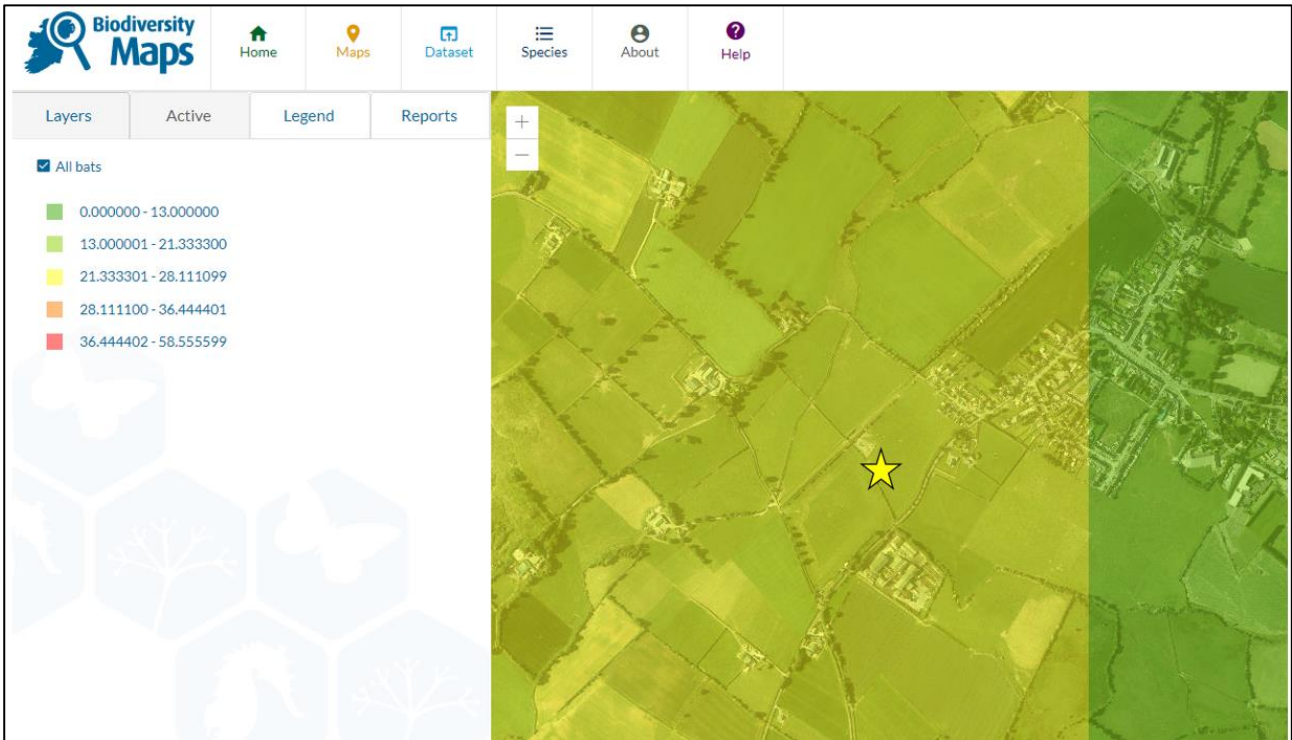 Biodiversity
Maps
Home
Maps
Dataset
Species
About
Help
Layers
Active
Legend
Reports
+
−
All bats
0.000000 - 13.000000
13.000001 - 21.333300
21.333301 - 28.111099
28.111100 - 36.444401
36.444402 - 58.555599